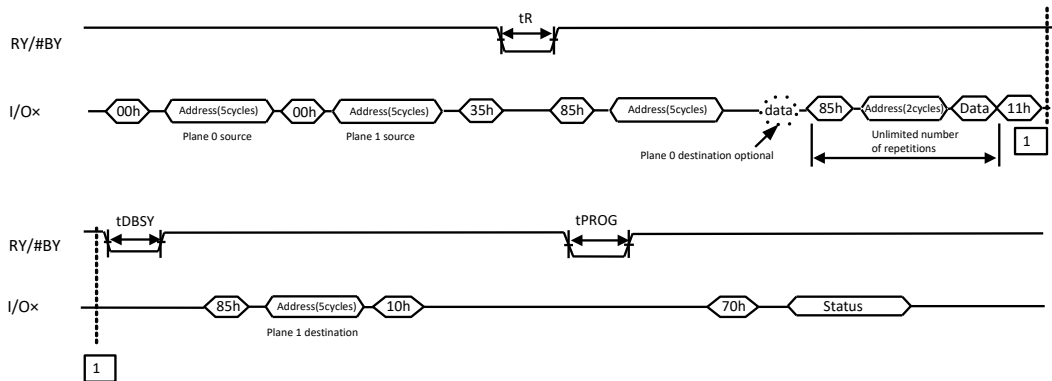 tR
RY/#BY
I/O×
00h
Address(5cycles)
00h
Address(5cycles)
35h
85h
Address(5cycles)
data
85h
Address(2cycles)
Data
11h
Plane 0 source
Plane 1 source
Plane 0 destination optional
Unlimited number
of repetitions
1
tDBSY
tPROG
RY/#BY
I/O×
85h
Address(5cycles)
10h
70h
Status
Plane 1 destination
1